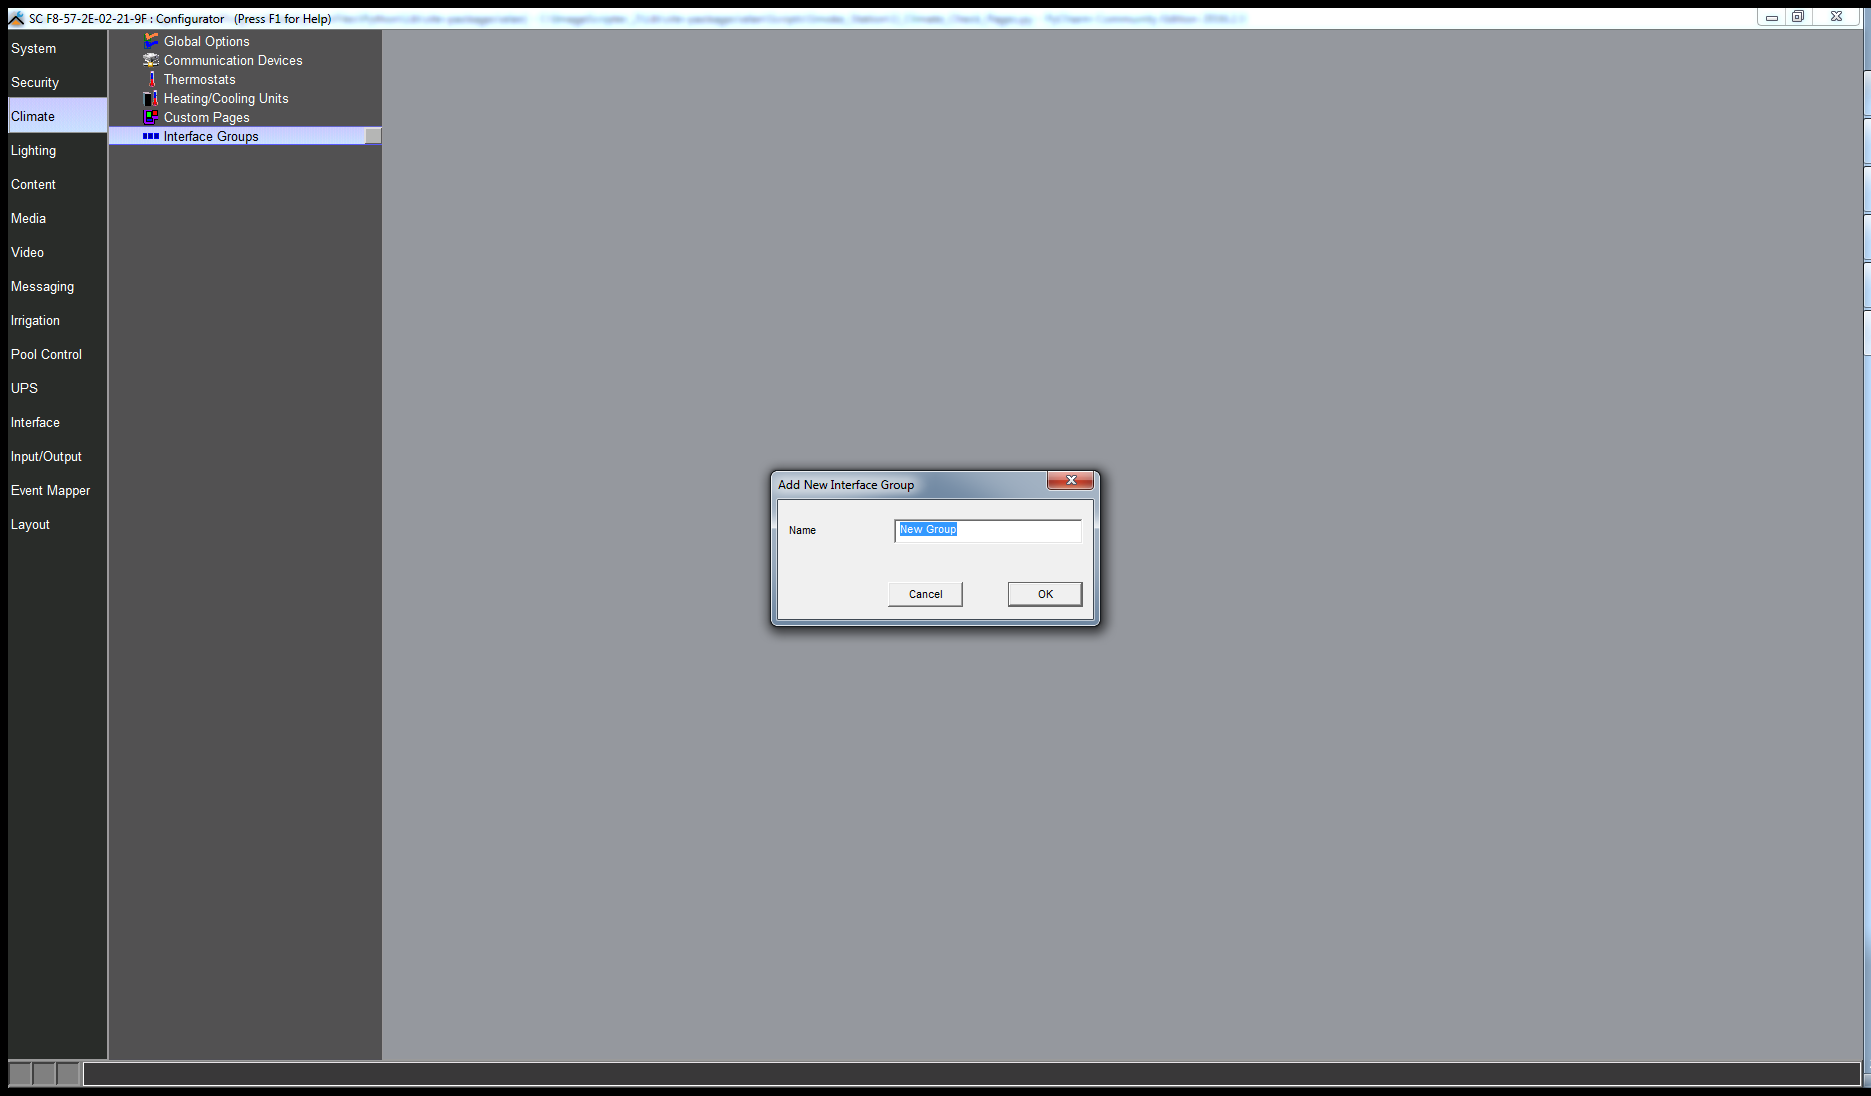 SC F8-57-2E-02-21-9F : Configurator (Press F1 for Help)
System
Security
Climate
Lighting
Content
Media
Video
Messaging
Irrigation
Pool Control
UPS
Interface
Input/Output
Event Mapper
Layout
Global Options
Communication Devices
Thermostats
Heating/Cooling Units
Custom Pages
Interface Groups
Add New Interface Group
Name
New Group
Cancel
OK